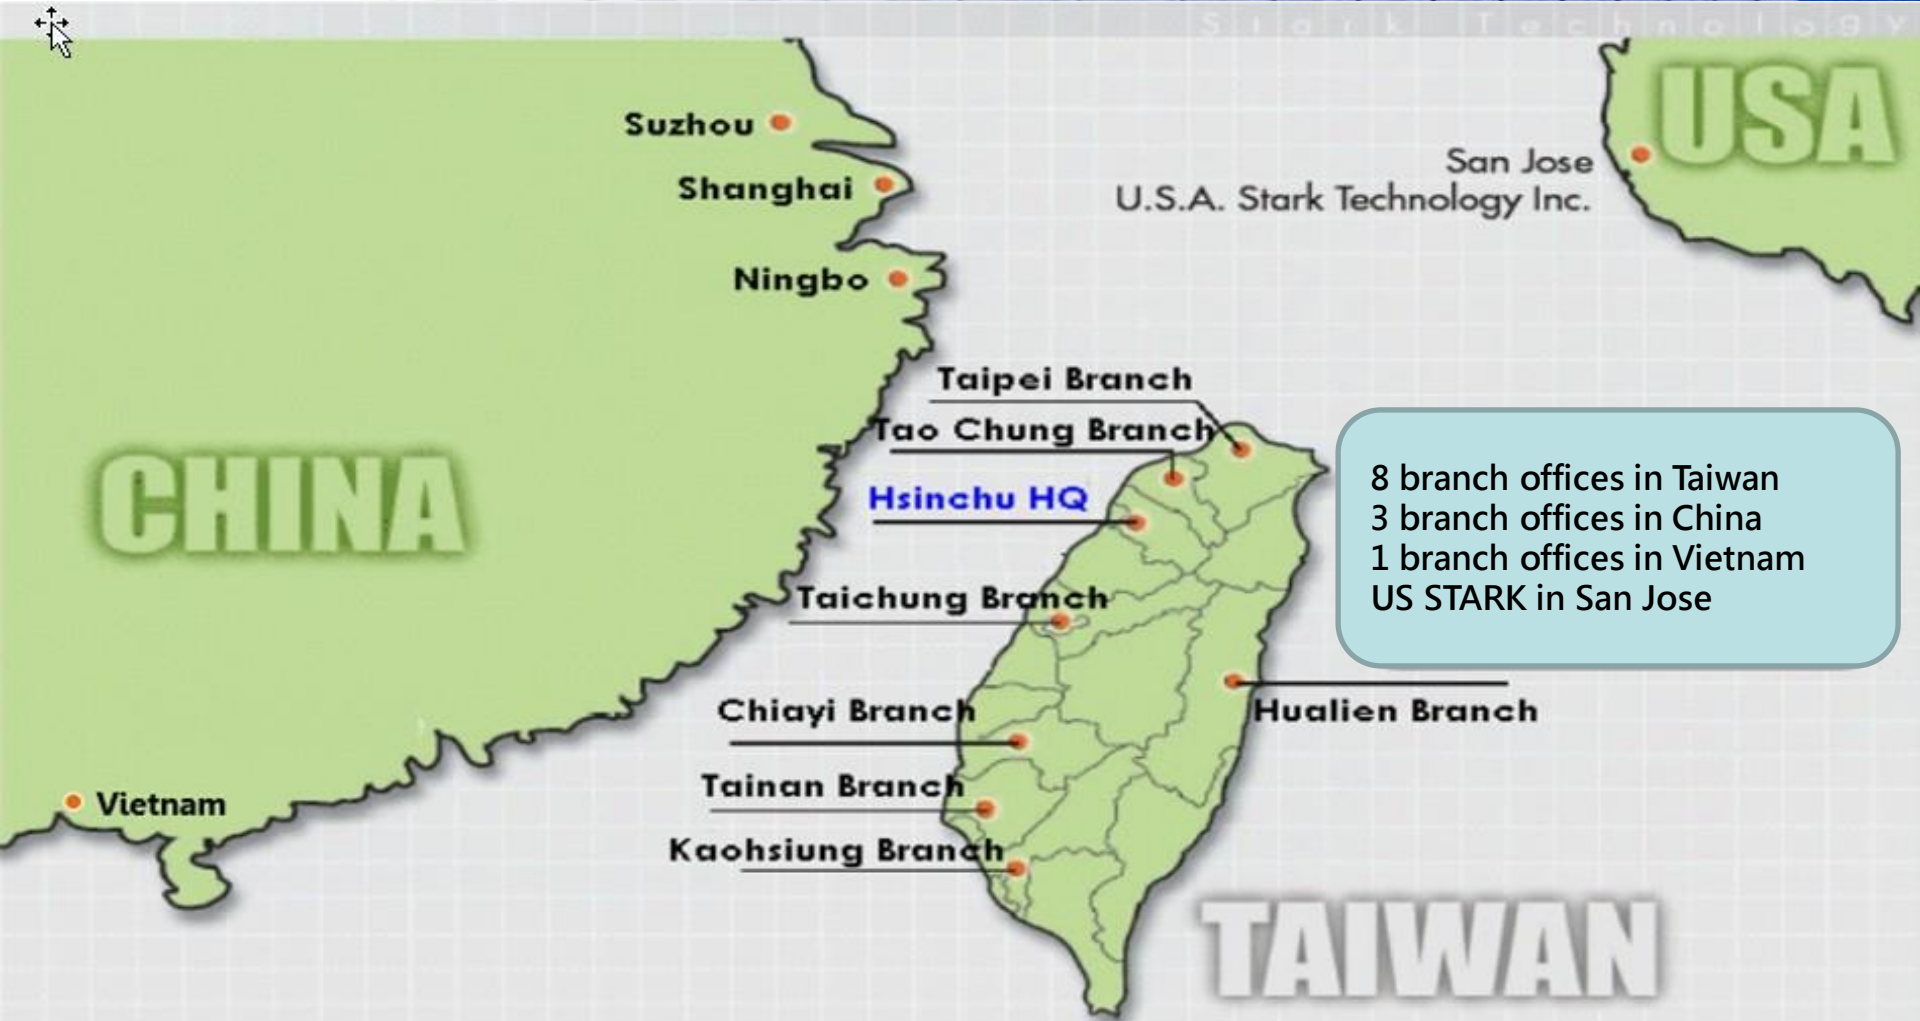 Stark Technology
USA
Suzhou
San Jose
U.S.A. Stark Technology Inc.
Shanghai
Ningbo
Taipei Branch
Tao Chung Branch
Hsinchu HQ
8 branch offices in Taiwan
3 branch offices in China
1 branch offices in Vietnam
US STARK in San Jose
CHINA
Taichung Branch
Chiayi Branch
Hualien Branch
Tainan Branch
Vietnam
Kaohsiung Branch
TAIWAN